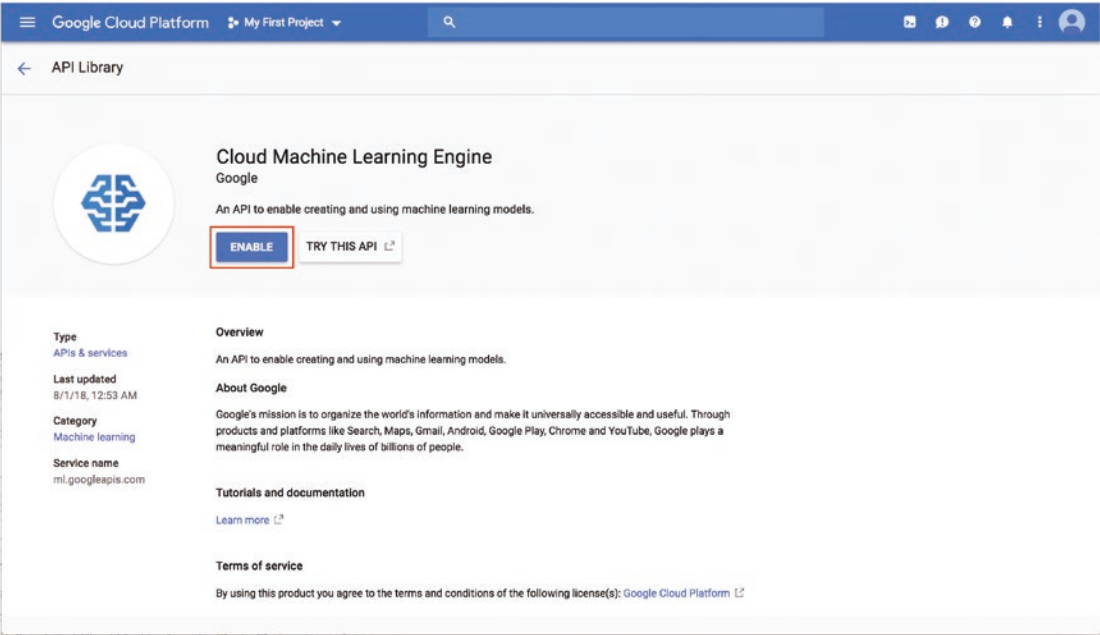 Google Cloud Platform My First Project
API Library
Cloud Machine Learning Engine
Google
An API to enable creating and using machine learning models.
ENABLE TRY THIS API
Type
APIs & services
Last updated
8/1/18, 12:53 AM
Category
Machine learning
Service name
ml.googleapis.com
Overview
An API to enable creating and using machine learning models.
About Google
Google's mission is to organize the world's information and make it universally accessible and useful. Through
products and platforms like Search, Maps, Gmail, Android, Google Play, Chrome and YouTube, Google plays a
meaningful role in the daily lives of billions of people.
Tutorials and documentation
Learn more
Terms of service
By using this product you agree to the terms and conditions of the following license(s): Google Cloud Platform